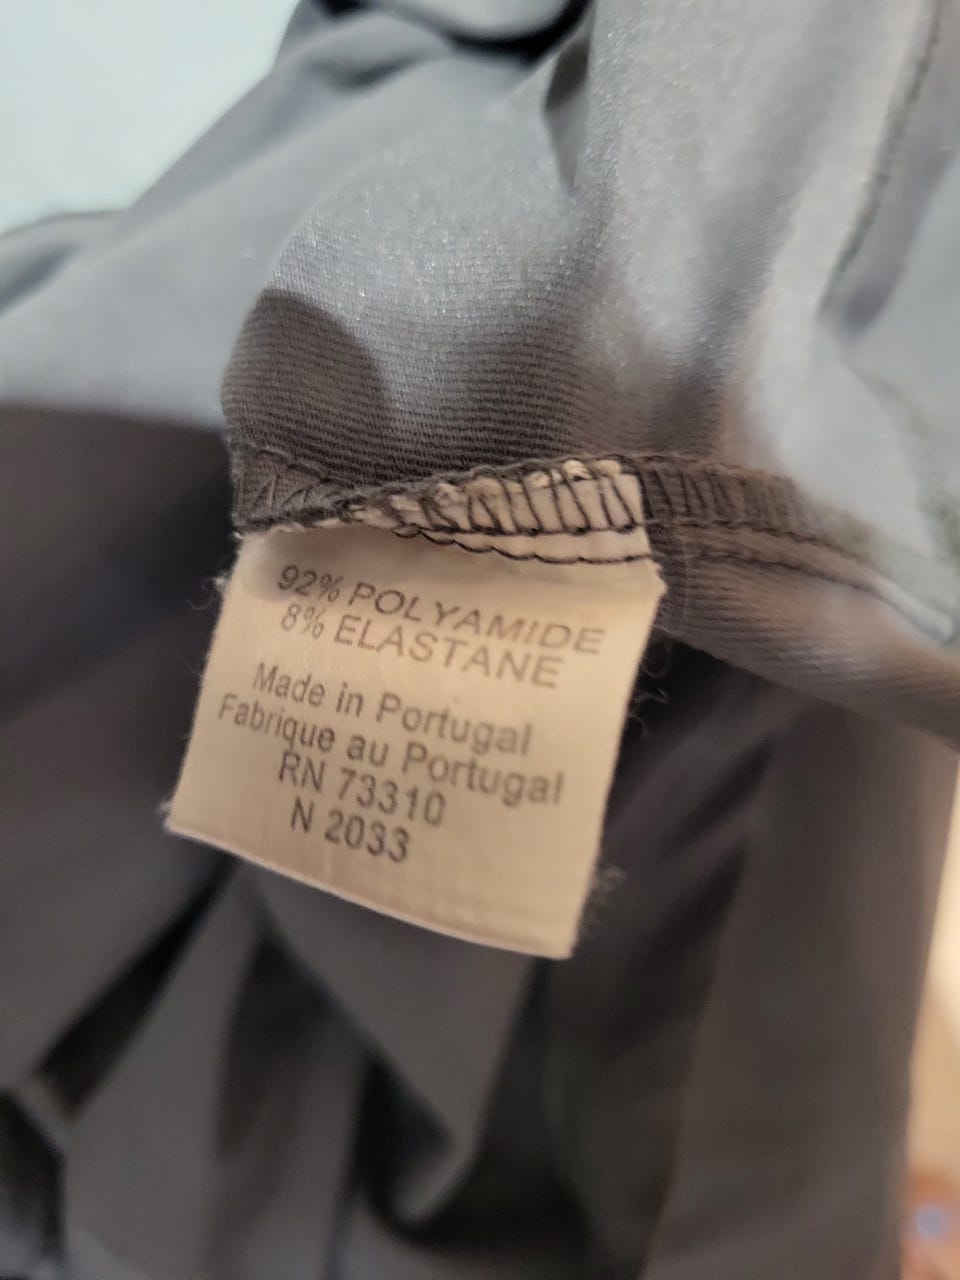 92% POLYAMIDE
8% ELASTANE
Made in Portugal
Fabrique au Portugal
RN 73310
N 2033